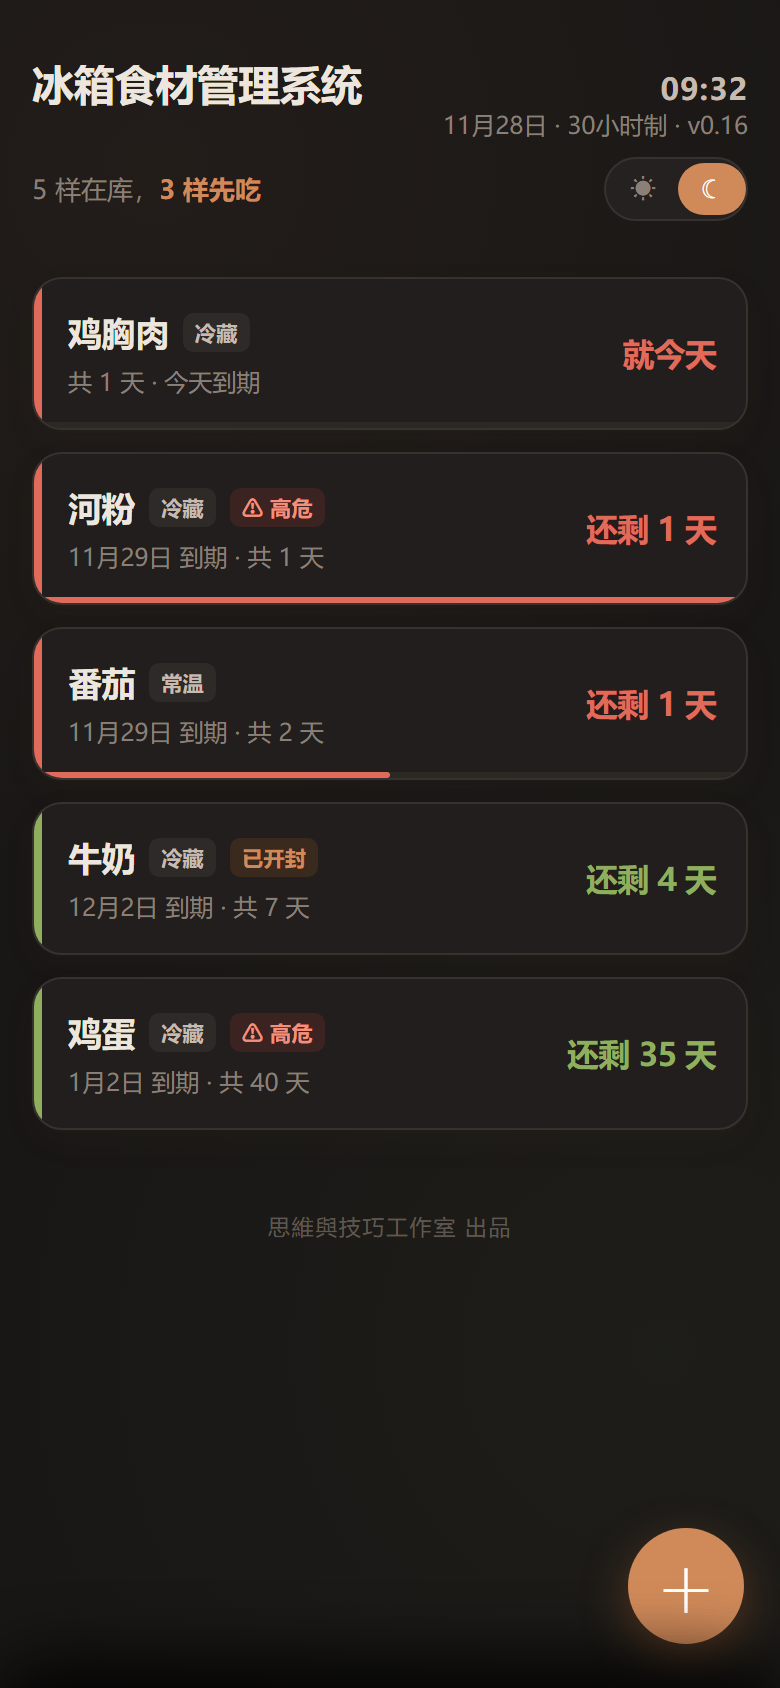 冰箱食材管理系统
09:32
11月28日 · 30小时制 · v0.16
5 样在库，3 样先吃
鸡胸肉 冷藏
共 1 天 · 今天到期
就今天
河粉 冷藏 高危
11月29日 到期 · 共 1 天
还剩 1 天
番茄 常温
11月29日 到期 · 共 2 天
还剩 1 天
牛奶 冷藏 已开封
12月2日 到期 · 共 7 天
还剩 4 天
鸡蛋 冷藏 高危
1月2日 到期 · 共 40 天
还剩 35 天
思維與技巧工作室 出品